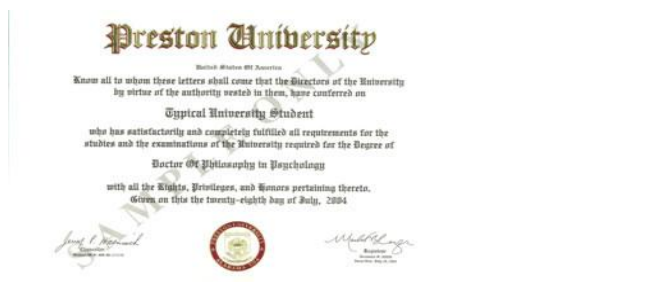 Preston University
United States Of America
Know all to whom these letters shall come that the Directors of the University
by virtue of the authority vested in them, have conferred on
Typical University Student
who has satisfactorily and completely fulfilled all requirements for the
studies and the examinations of the University required for the Degree of
Doctor Of Philosophy in Psychology
with all the Rights, Privileges, and Honors pertaining thereto.
Given on this the twenty-eighth day of July, 2004
SAMPLE ONLY
Chancellor
Registrar
PRESTON UNIVERSITY
ALABAMA USA